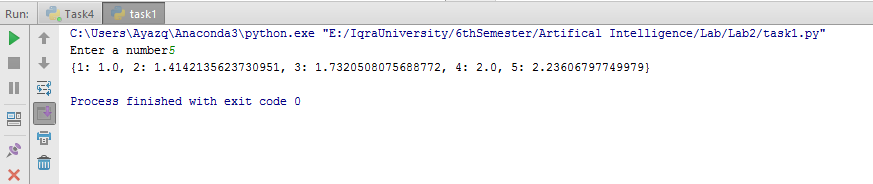 Run: Task4 task1
C:\Users\Ayazq\Anaconda3\python.exe "E:/IqraUniversity/6thSemester/Artifical Intelligence/Lab/Lab2/task1.py"
Enter a number5
{1: 1.0, 2: 1.4142135623730951, 3: 1.7320508075688772, 4: 2.0, 5: 2.23606797749979}
Process finished with exit code 0